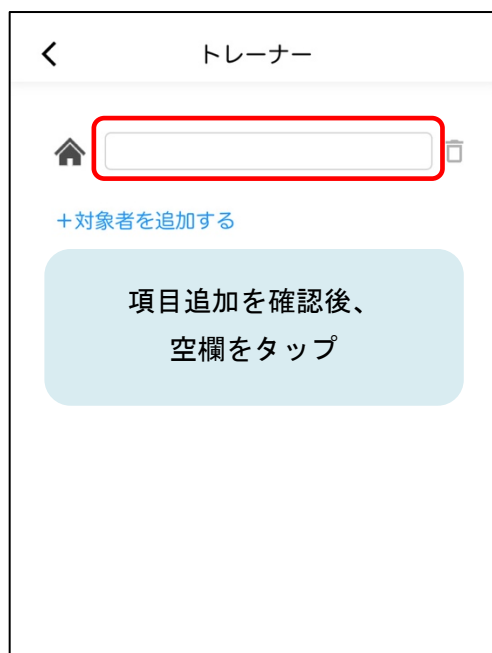 トレーナー
+対象者を追加する
項目追加を確認後、
空欄をタップ